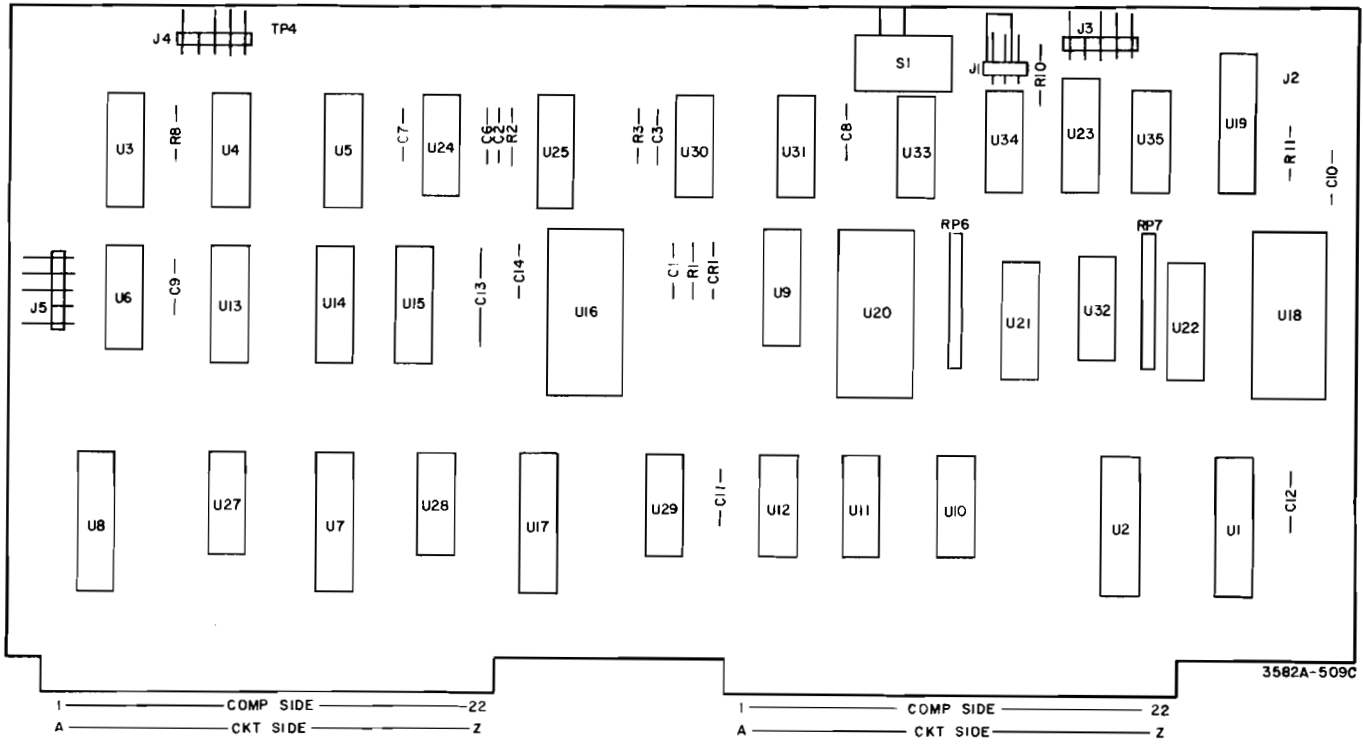 J4 TP4 S1 J1 R10 J3 J2
U3 R8 U4 U5 C7 U24 C6 C2 R2 U25 R3 C3 U30 U31 C8 U33 U34 U23 U35 U19 R11 C10
J5 U6 C9 U13 U14 U15 C13 C14 U16 C1 R1 CR1 U9 U20 RP6 U21 U32 RP7 U22 U18
U8 U27 U7 U28 U17 U29 C11 U12 U11 U10 U2 U1 C12
3582A-509C
1 COMP SIDE 22 1 COMP SIDE 22
A CKT SIDE Z A CKT SIDE Z